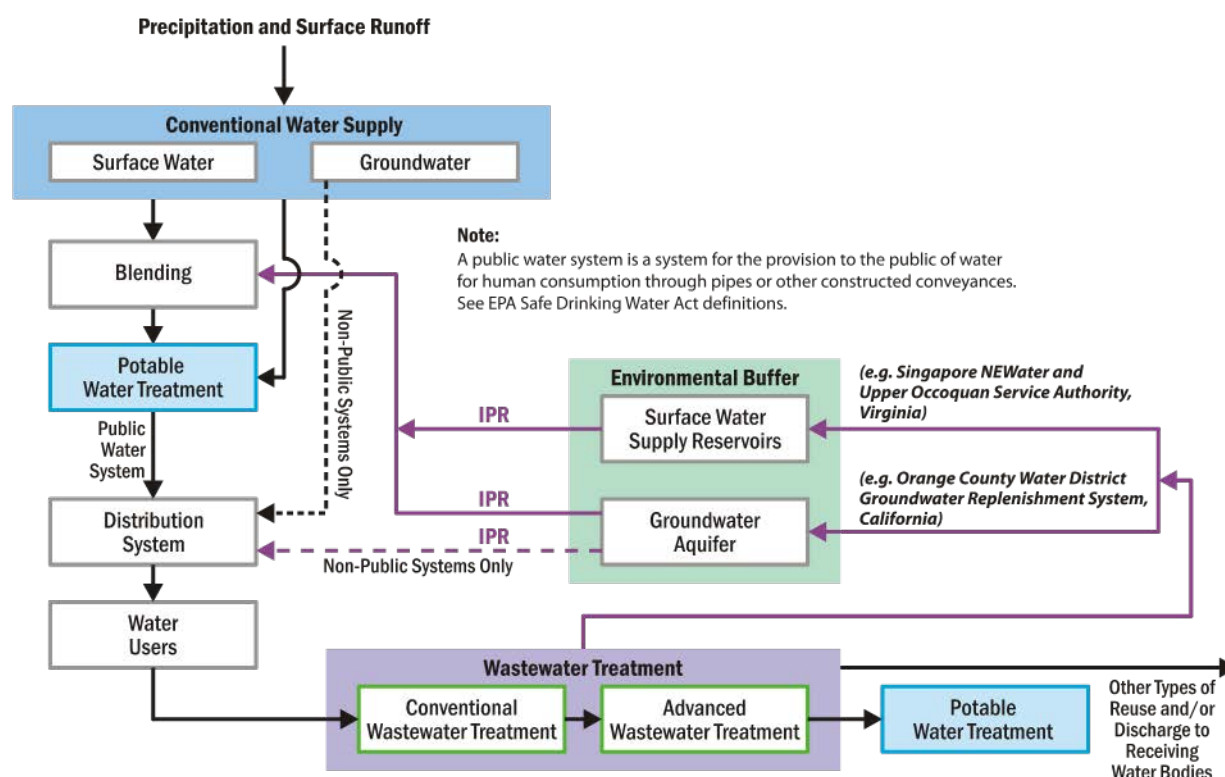 Precipitation and Surface Runoff
Conventional Water Supply
Surface Water
Groundwater
Blending
Note:
A public water system is a system for the provision to the public of water
for human consumption through pipes or other constructed conveyances.
See EPA Safe Drinking Water Act definitions.
Non-Public Systems Only
Potable
Water Treatment
Environmental Buffer
(e.g. Singapore NEWater and
Upper Occoquan Service Authority,
Virginia)
IPR
Surface Water
Supply Reservoirs
Public
Water
System
(e.g. Orange County Water District
Groundwater Replenishment System,
California)
IPR
Groundwater
Aquifer
Distribution
System
IPR
Non-Public Systems Only
Water
Users
Wastewater Treatment
Conventional
Wastewater Treatment
Advanced
Wastewater Treatment
Potable
Water Treatment
Other Types of
Reuse and/or
Discharge to
Receiving
Water Bodies